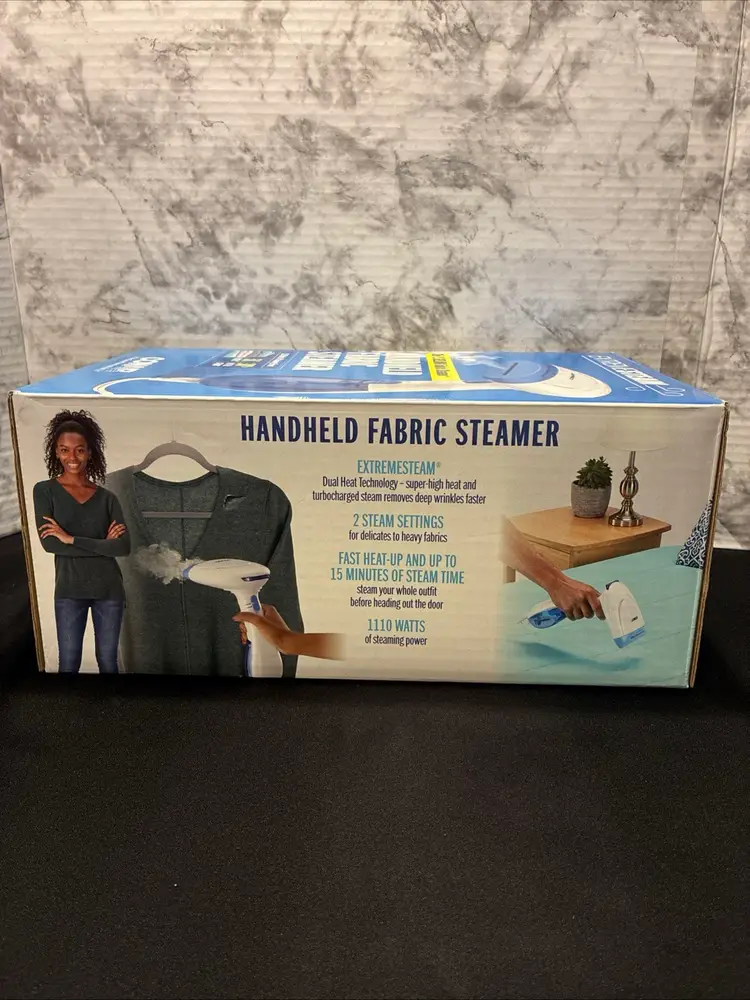 HANDHELD FABRIC STEAMER
EXTREMESTEAM®
Dual Heat Technology – super-high heat and
turbocharged steam removes deep wrinkles faster
2 STEAM SETTINGS
for delicates to heavy fabrics
FAST HEAT-UP AND UP TO
15 MINUTES OF STEAM TIME
steam your whole outfit
before heading out the door
1110 WATTS
of steaming power